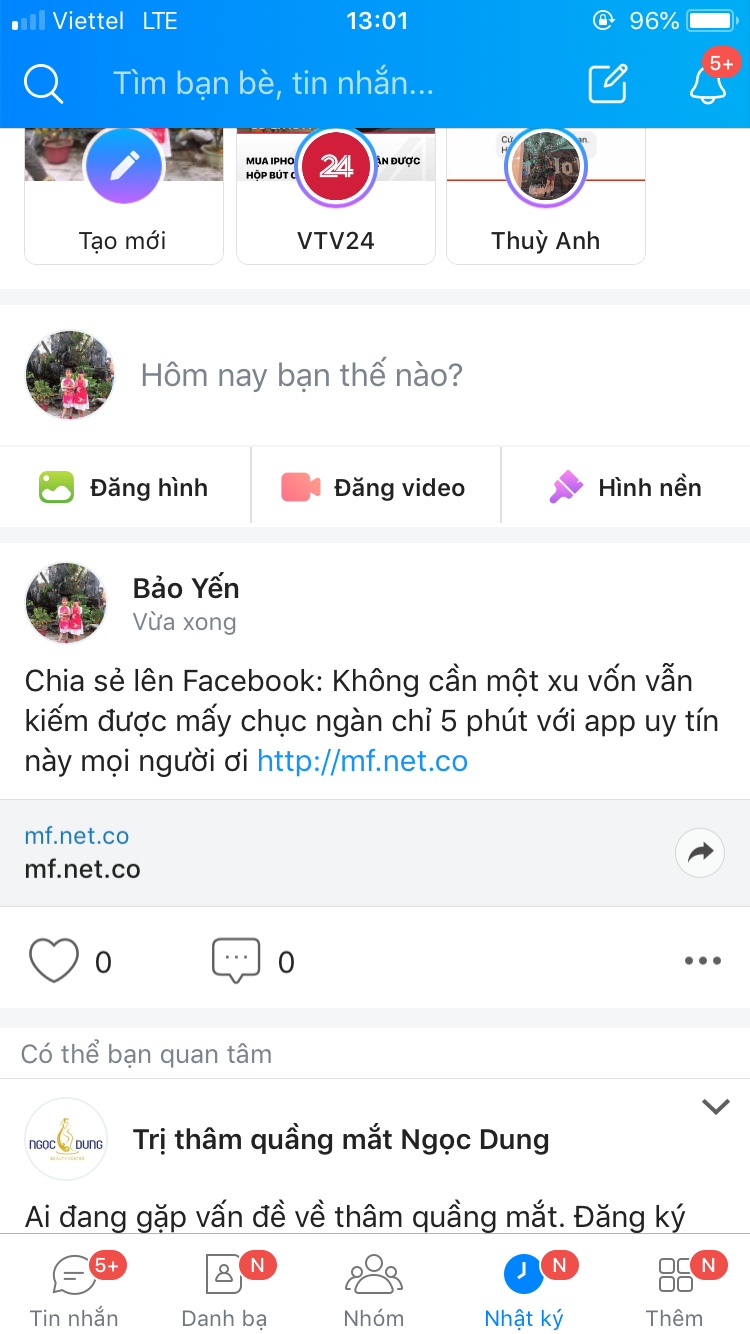 Viettel LTE 13:01 96%
Tìm bạn bè, tin nhắn... 5+
MUA IPHO
HỘP BÚT
24
ĂN ĐƯỢC
Tạo mới
VTV24
Thuỳ Anh
Hôm nay bạn thế nào?
Đăng hình Đăng video Hình nền
Bảo Yến
Vừa xong
Chia sẻ lên Facebook: Không cần một xu vốn vẫn
kiếm được mấy chục ngàn chỉ 5 phút với app uy tín
này mọi người ơi http://mf.net.co
mf.net.co
mf.net.co
0 0
Có thể bạn quan tâm
NGỌC DUNG
Trị thâm quầng mắt Ngọc Dung
Ai đang gặp vấn đề về thâm quầng mắt. Đăng ký
5+ N N N
Tin nhắn Danh bạ Nhóm Nhật ký Thêm